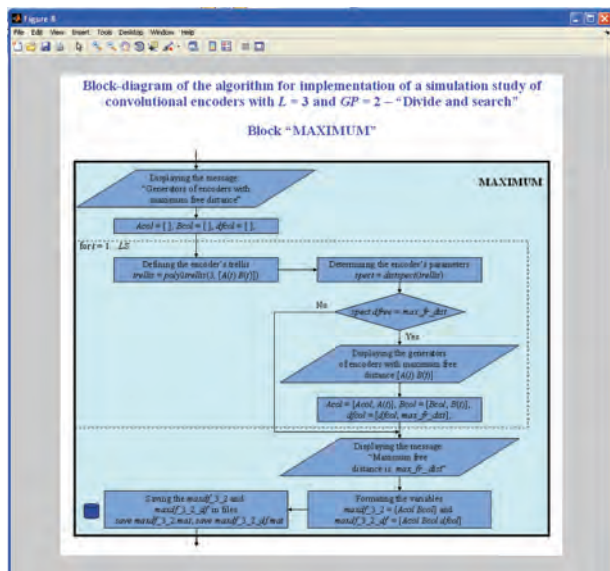 Figure 8
File Edit View Insert Tools Desktop Window Help
Block-diagram of the algorithm for implementation of a simulation study of
convolutional encoders with L = 3 and GP = 2 – “Divide and search”
Block “MAXIMUM”
MAXIMUM
Displaying the message:
“Generators of encoders with
maximum free distance”
Acol = [ ], Bcol = [ ], dfcol = [ ],
for t = 1
Defining the encoder's trellis
trellis = poly2trellis(3, [A(t) B(t)])
Determining the encoder's parameters
spect = distspec(trellis)
No
spect.dfree = max_fr_dist
Yes
Displaying the generators
of encoders with maximum free
distance [A(t) B(t)]
Acol = [Acol, A(t)], Bcol = [Bcol, B(t)],
dfcol = [dfcol, max_fr_dist],
Displaying the message
“Maximum free
distance is, max_fr_dist”
Saving the maxdf_3_2 and
maxdf_3_2_df in files
save maxdf_3_2.mat, save maxdf_3_2_df.mat
Formating the variables
maxdf_3_2 = [Acol Bcol] and
maxdf_3_2_df = [Acol Bcol dfcol]